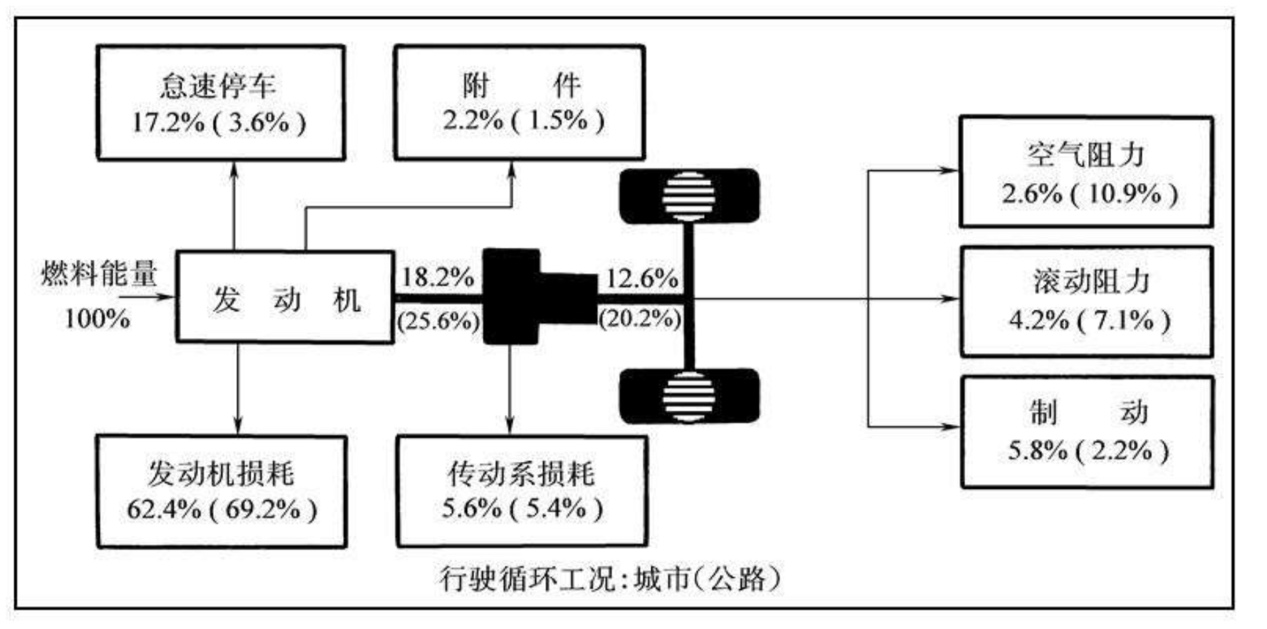 怠速停车
17.2% ( 3.6% )
附 件
2.2% ( 1.5% )
空气阻力
2.6% ( 10.9% )
燃料能量
100%
发 动 机
18.2%
(25.6%)
12.6%
(20.2%)
滚动阻力
4.2% ( 7.1% )
制 动
5.8% ( 2.2% )
发动机损耗
62.4% ( 69.2% )
传动系损耗
5.6% ( 5.4% )
行驶循环工况:城市(公路)